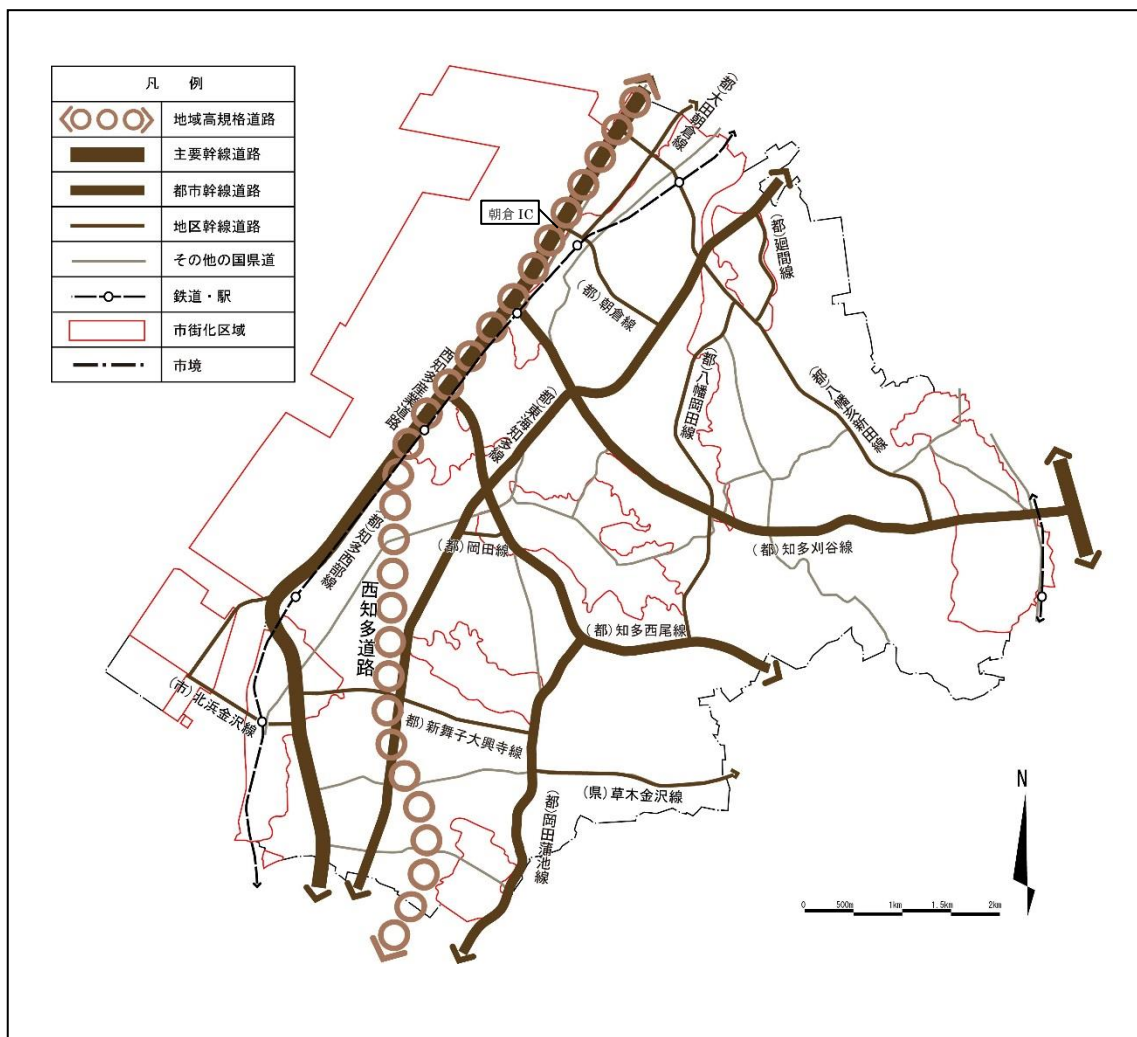 凡 例
地域高規格道路
主要幹線道路
都市幹線道路
地区幹線道路
その他の国県道
鉄道・駅
市街化区域
市境
(都)大田朝倉線
朝倉 IC
(都)廻間線
(都)朝倉線
西知多産業道路
(都)東海知多線
(都)八幡岡田線
(都)八幡亥新田線
(都)知多西部線
(都)岡田線
(都)知多刈谷線
西知多道路
(都)知多西尾線
(市)北浜金沢線
都)新舞子大興寺線
(県)草木金沢線
(都)岡田蒲池線
N
0 500m 1km 1.5km 2km